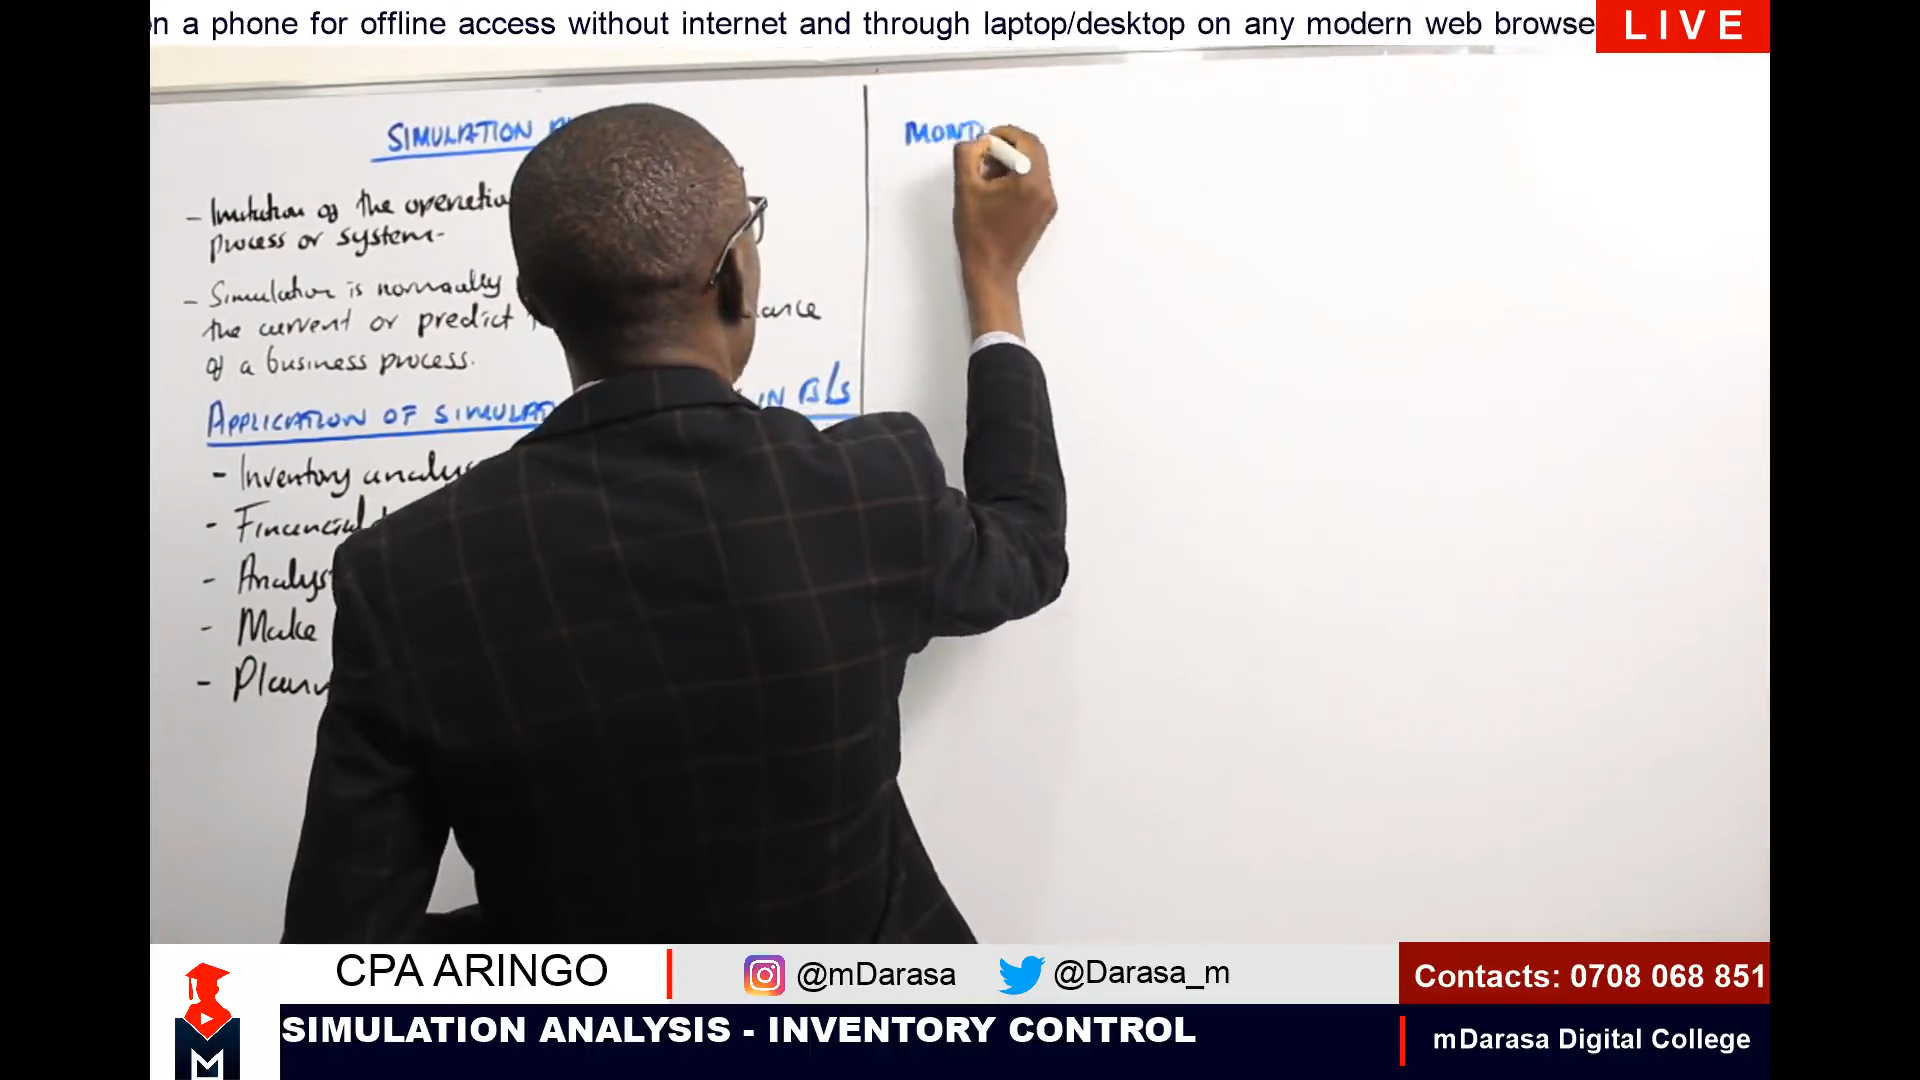 n a phone for offline access without internet and through laptop/desktop on any modern web browse
LIVE
SIMULATION
- Imitation of the operatio
process or system.
- Simulation is normally
the current or predict
ance
of a business process.
APPLICATION OF SIMULAT
IN B/S
- Inventory analys
- Financial
- Analys
- Make
- Plann
MOND
CPA ARINGO
@mDarasa
@Darasa_m
Contacts: 0708 068 851
SIMULATION ANALYSIS - INVENTORY CONTROL
mDarasa Digital College
M